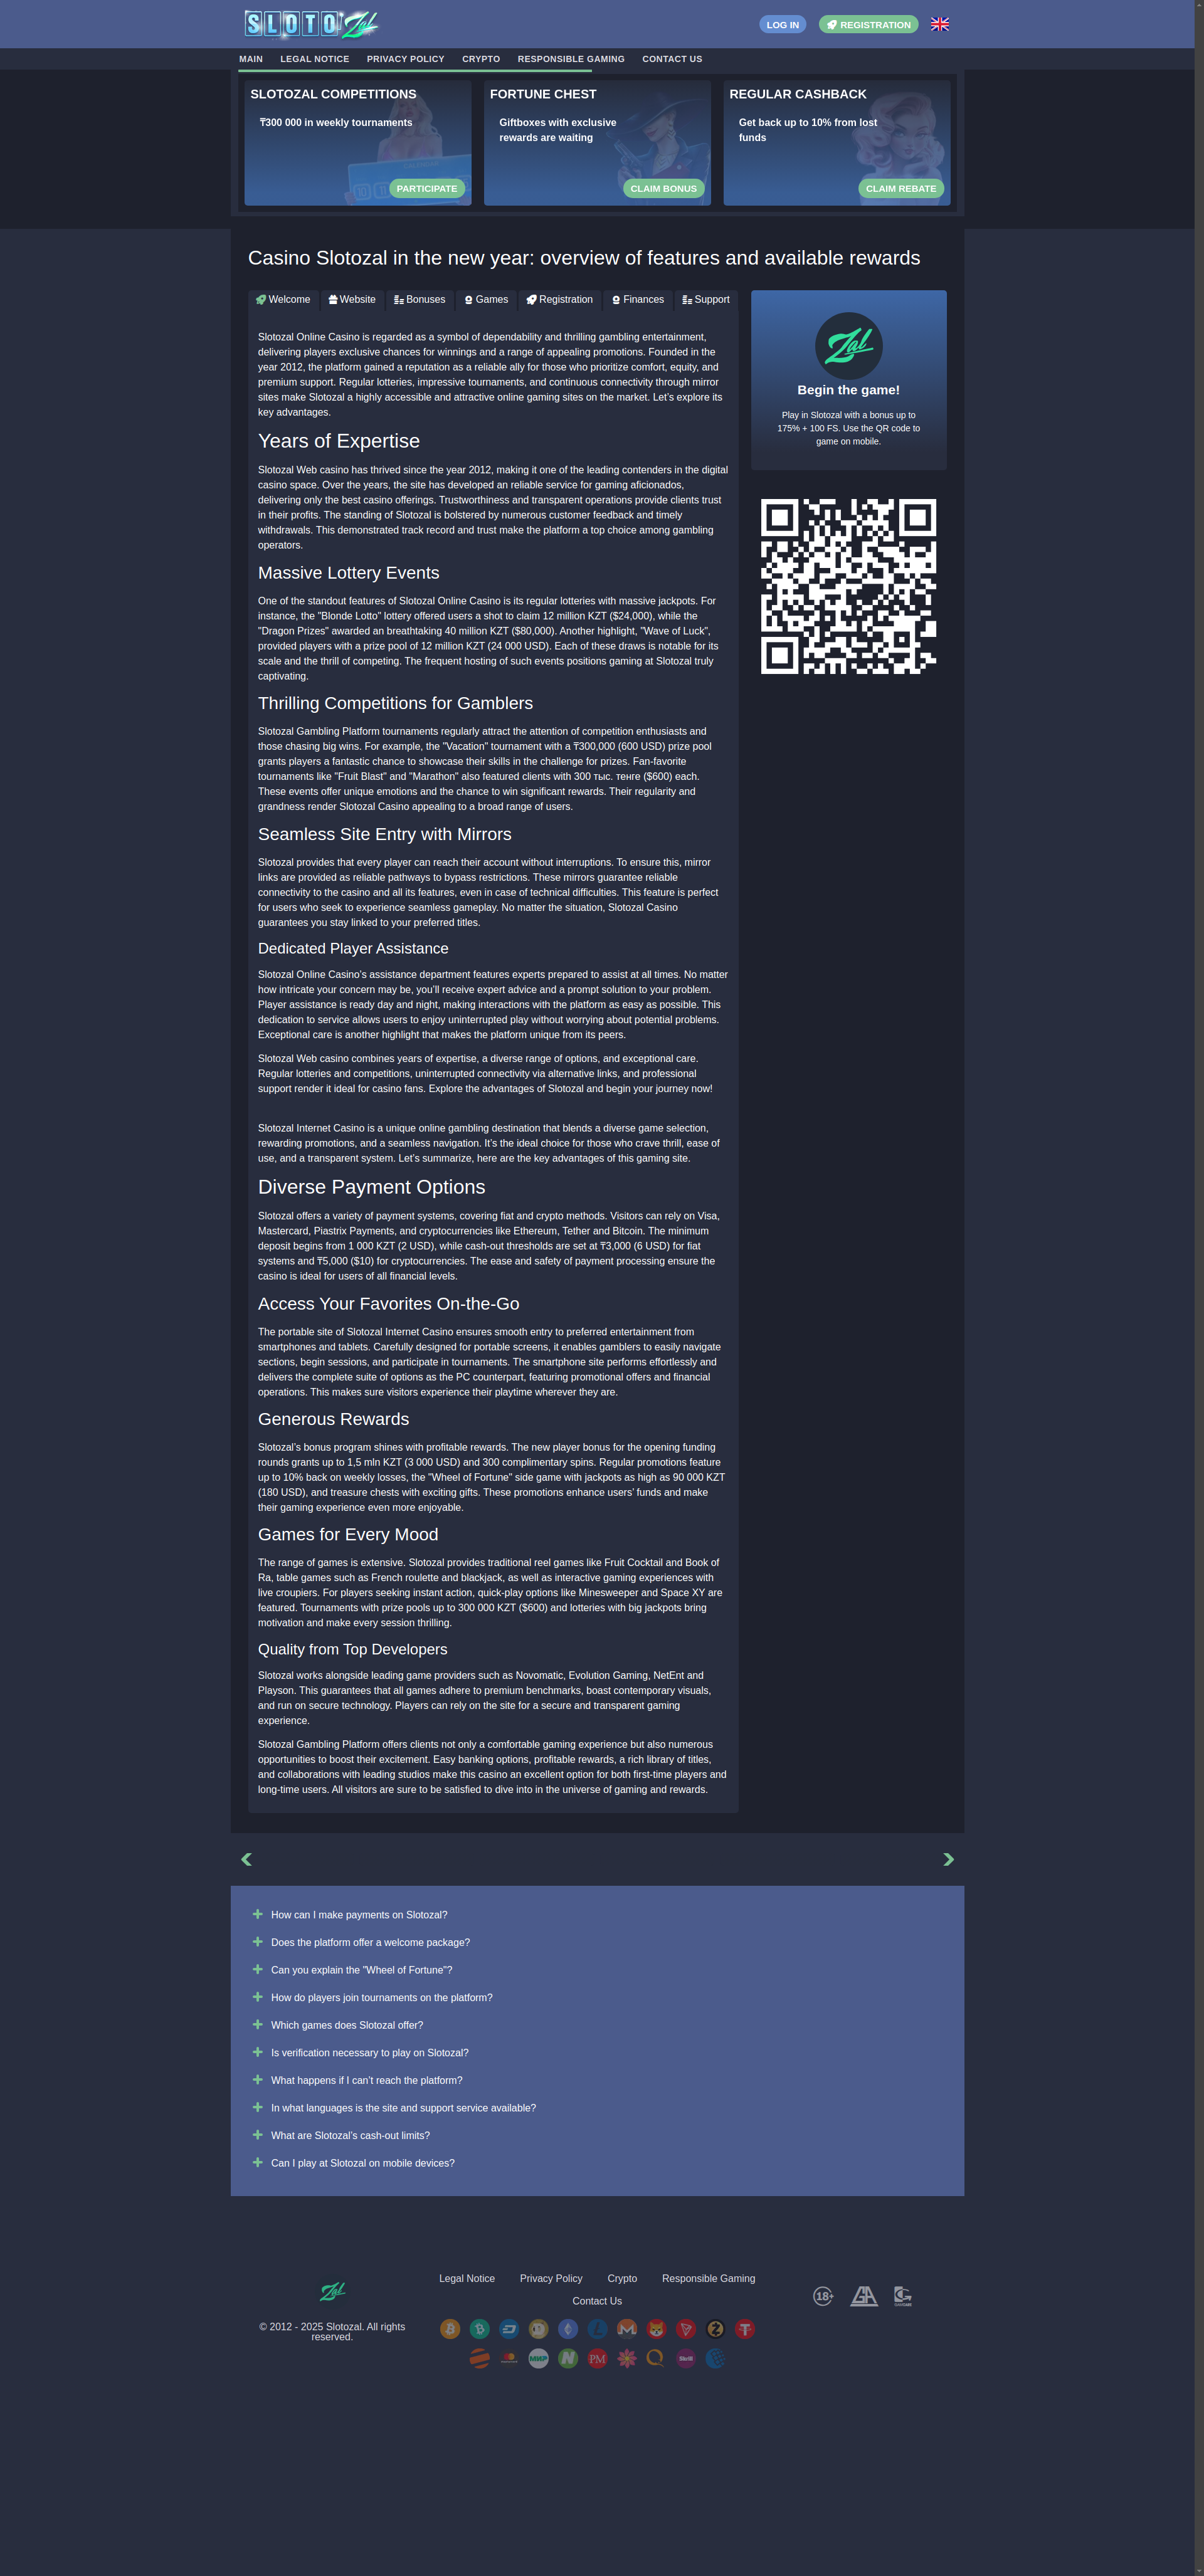 SLOTO Zal
LOG IN
REGISTRATION
MAIN
LEGAL NOTICE
PRIVACY POLICY
CRYPTO
RESPONSIBLE GAMING
CONTACT US
SLOTOZAL COMPETITIONS
₸300 000 in weekly tournaments
PARTICIPATE
FORTUNE CHEST
Giftboxes with exclusive
rewards are waiting
CLAIM BONUS
REGULAR CASHBACK
Get back up to 10% from lost
funds
CLAIM REBATE
Casino Slotozal in the new year: overview of features and available rewards
Welcome
Website
Bonuses
Games
Registration
Finances
Support
Slotozal Online Casino is regarded as a symbol of dependability and thrilling gambling entertainment,
delivering players exclusive chances for winnings and a range of appealing promotions. Founded in the
year 2012, the platform gained a reputation as a reliable ally for those who prioritize comfort, equity, and
premium support. Regular lotteries, impressive tournaments, and continuous connectivity through mirror
sites make Slotozal a highly accessible and attractive online gaming sites on the market. Let’s explore its
key advantages.
Years of Expertise
Slotozal Web casino has thrived since the year 2012, making it one of the leading contenders in the digital
casino space. Over the years, the site has developed an reliable service for gaming aficionados,
delivering only the best casino offerings. Trustworthiness and transparent operations provide clients trust
in their profits. The standing of Slotozal is bolstered by numerous customer feedback and timely
withdrawals. This demonstrated track record and trust make the platform a top choice among gambling
operators.
Massive Lottery Events
One of the standout features of Slotozal Online Casino is its regular lotteries with massive jackpots. For
instance, the "Blonde Lotto" lottery offered users a shot to claim 12 million KZT ($24,000), while the
"Dragon Prizes" awarded an breathtaking 40 million KZT ($80,000). Another highlight, "Wave of Luck",
provided players with a prize pool of 12 million KZT (24 000 USD). Each of these draws is notable for its
scale and the thrill of competing. The frequent hosting of such events positions gaming at Slotozal truly
captivating.
Thrilling Competitions for Gamblers
Slotozal Gambling Platform tournaments regularly attract the attention of competition enthusiasts and
those chasing big wins. For example, the "Vacation" tournament with a ₸300,000 (600 USD) prize pool
grants players a fantastic chance to showcase their skills in the challenge for prizes. Fan-favorite
tournaments like "Fruit Blast" and "Marathon" also featured clients with 300 тыс. тенге ($600) each.
These events offer unique emotions and the chance to win significant rewards. Their regularity and
grandness render Slotozal Casino appealing to a broad range of users.
Seamless Site Entry with Mirrors
Slotozal provides that every player can reach their account without interruptions. To ensure this, mirror
links are provided as reliable pathways to bypass restrictions. These mirrors guarantee reliable
connectivity to the casino and all its features, even in case of technical difficulties. This feature is perfect
for users who seek to experience seamless gameplay. No matter the situation, Slotozal Casino
guarantees you stay linked to your preferred titles.
Dedicated Player Assistance
Slotozal Online Casino’s assistance department features experts prepared to assist at all times. No matter
how intricate your concern may be, you’ll receive expert advice and a prompt solution to your problem.
Player assistance is ready day and night, making interactions with the platform as easy as possible. This
dedication to service allows users to enjoy uninterrupted play without worrying about potential problems.
Exceptional care is another highlight that makes the platform unique from its peers.
Slotozal Web casino combines years of expertise, a diverse range of options, and exceptional care.
Regular lotteries and competitions, uninterrupted connectivity via alternative links, and professional
support render it ideal for casino fans. Explore the advantages of Slotozal and begin your journey now!
Slotozal Internet Casino is a unique online gambling destination that blends a diverse game selection,
rewarding promotions, and a seamless navigation. It’s the ideal choice for those who crave thrill, ease of
use, and a transparent system. Let’s summarize, here are the key advantages of this gaming site.
Diverse Payment Options
Slotozal offers a variety of payment systems, covering fiat and crypto methods. Visitors can rely on Visa,
Mastercard, Piastrix Payments, and cryptocurrencies like Ethereum, Tether and Bitcoin. The minimum
deposit begins from 1 000 KZT (2 USD), while cash-out thresholds are set at ₸3,000 (6 USD) for fiat
systems and ₸5,000 ($10) for cryptocurrencies. The ease and safety of payment processing ensure the
casino is ideal for users of all financial levels.
Access Your Favorites On-the-Go
The portable site of Slotozal Internet Casino ensures smooth entry to preferred entertainment from
smartphones and tablets. Carefully designed for portable screens, it enables gamblers to easily navigate
sections, begin sessions, and participate in tournaments. The smartphone site performs effortlessly and
delivers the complete suite of options as the PC counterpart, featuring promotional offers and financial
operations. This makes sure visitors experience their playtime wherever they are.
Generous Rewards
Slotozal’s bonus program shines with profitable rewards. The new player bonus for the opening funding
rounds grants up to 1,5 mln KZT (3 000 USD) and 300 complimentary spins. Regular promotions feature
up to 10% back on weekly losses, the "Wheel of Fortune" side game with jackpots as high as 90 000 KZT
(180 USD), and treasure chests with exciting gifts. These promotions enhance users’ funds and make
their gaming experience even more enjoyable.
Games for Every Mood
The range of games is extensive. Slotozal provides traditional reel games like Fruit Cocktail and Book of
Ra, table games such as French roulette and blackjack, as well as interactive gaming experiences with
live croupiers. For players seeking instant action, quick-play options like Minesweeper and Space XY are
featured. Tournaments with prize pools up to 300 000 KZT ($600) and lotteries with big jackpots bring
motivation and make every session thrilling.
Quality from Top Developers
Slotozal works alongside leading game providers such as Novomatic, Evolution Gaming, NetEnt and
Playson. This guarantees that all games adhere to premium benchmarks, boast contemporary visuals,
and run on secure technology. Players can rely on the site for a secure and transparent gaming
experience.
Slotozal Gambling Platform offers clients not only a comfortable gaming experience but also numerous
opportunities to boost their excitement. Easy banking options, profitable rewards, a rich library of titles,
and collaborations with leading studios make this casino an excellent option for both first-time players and
long-time users. All visitors are sure to be satisfied to dive into in the universe of gaming and rewards.
Zal
Begin the game!
Play in Slotozal with a bonus up to
175% + 100 FS. Use the QR code to
game on mobile.
How can I make payments on Slotozal?
Does the platform offer a welcome package?
Can you explain the "Wheel of Fortune"?
How do players join tournaments on the platform?
Which games does Slotozal offer?
Is verification necessary to play on Slotozal?
What happens if I can’t reach the platform?
In what languages is the site and support service available?
What are Slotozal’s cash-out limits?
Can I play at Slotozal on mobile devices?
Zal
© 2012 - 2025 Slotozal. All rights
reserved.
Legal Notice
Privacy Policy
Crypto
Responsible Gaming
Contact Us
18+
МИР
PM
Skrill